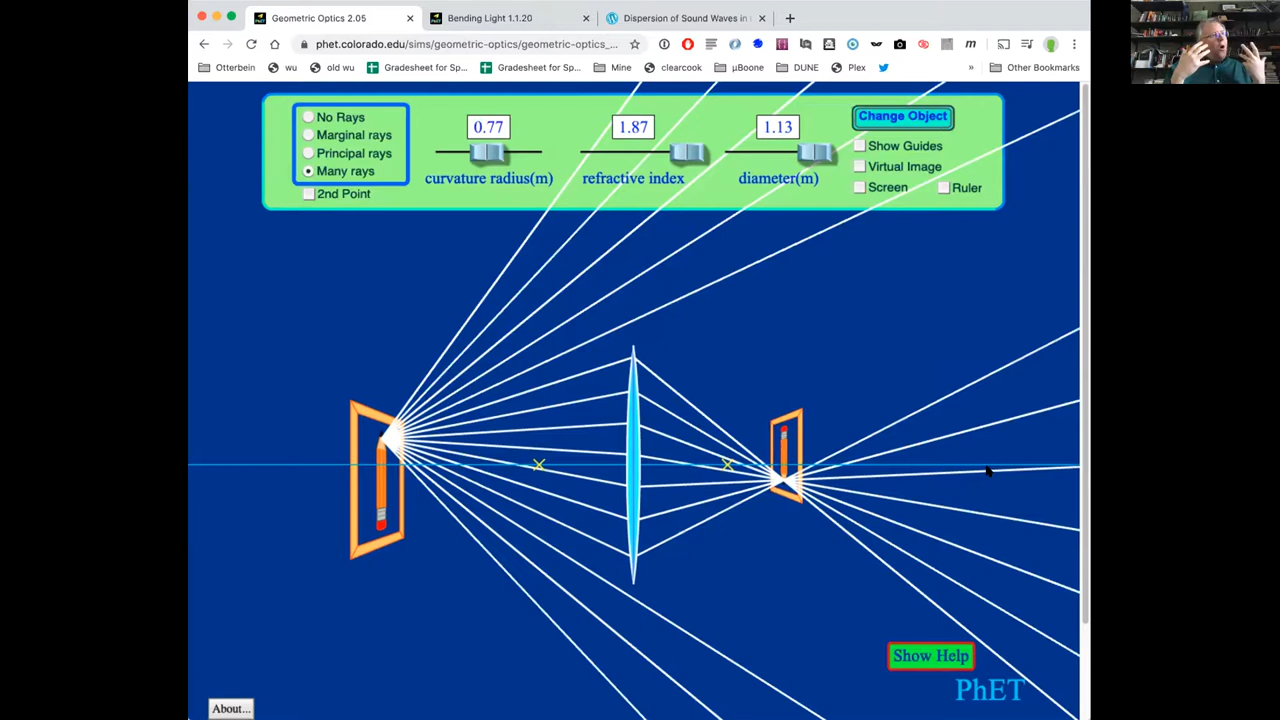 Geometric Optics 2.05
Bending Light 1.1.20
Dispersion of Sound Waves in
phet.colorado.edu/sims/geometric-optics/geometric-optics_...
Otterbein
wu
old wu
Gradesheet for Sp...
Gradesheet for Sp...
Mine
clearcook
μBoone
DUNE
Plex
»
Other Bookmarks
No Rays
Marginal rays
Principal rays
Many rays
2nd Point
0.77
curvature radius(m)
1.87
refractive index
1.13
diameter(m)
Change Object
Show Guides
Virtual Image
Screen
Ruler
Show Help
PhET
About...